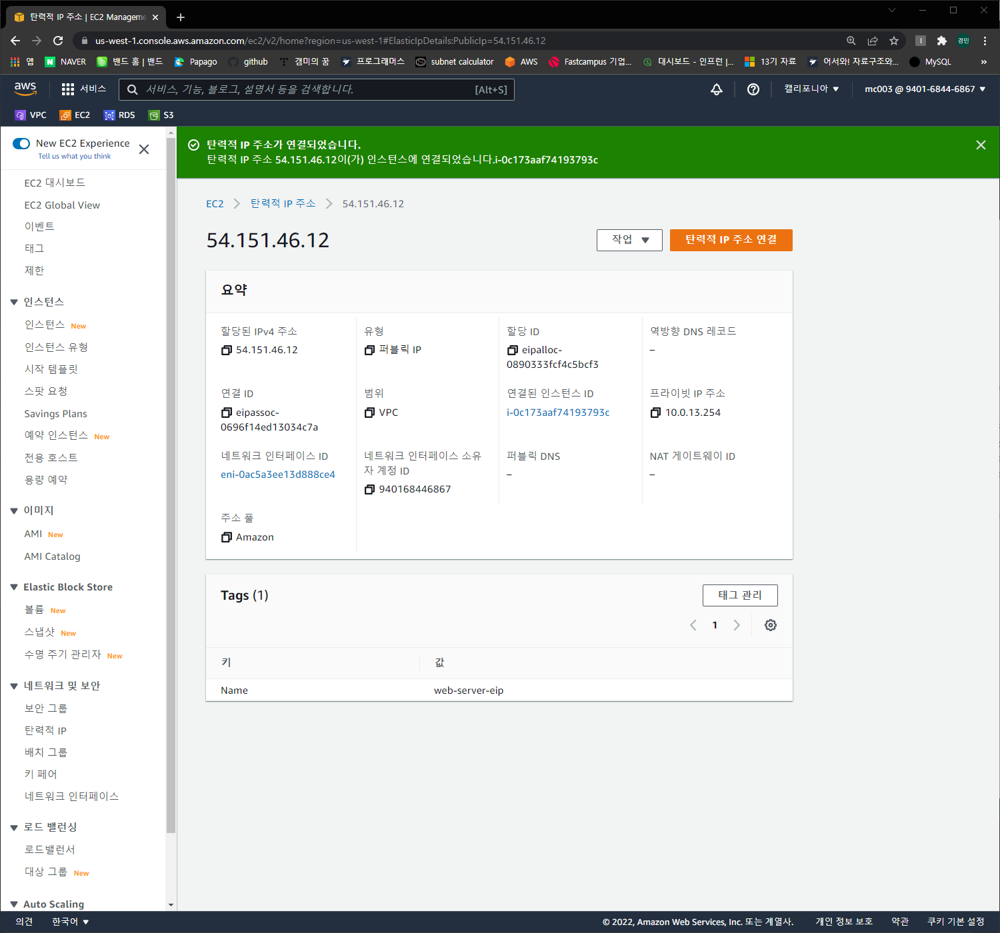 탄력적 IP 주소 | EC2 Manageme
us-west-1.console.aws.amazon.com/ec2/v2/home?region=us-west-1#ElasticIpDetails:PublicIp=54.151.46.12
경민
앱
NAVER
밴드 홈 | 밴드
Papago
github
캠미의 꿈
프로그래머스
subnet calculator
AWS
Fastcampus 기업...
대시보드 - 인프런 |...
13기 자료
어서와! 자료구조와...
MySQL
»
aws
서비스
서비스, 기능, 블로그, 설명서 등을 검색합니다.
[Alt+S]
캘리포니아
mc003 @ 9401-6844-6867
VPC
EC2
RDS
S3
New EC2 Experience
Tell us what you think
EC2 대시보드
EC2 Global View
이벤트
태그
제한
인스턴스
인스턴스 New
인스턴스 유형
시작 템플릿
스팟 요청
Savings Plans
예약 인스턴스 New
전용 호스트
용량 예약
이미지
AMI New
AMI Catalog
Elastic Block Store
볼륨 New
스냅샷 New
수명 주기 관리자 New
네트워크 및 보안
보안 그룹
탄력적 IP
배치 그룹
키 페어
네트워크 인터페이스
로드 밸런싱
로드밸런서
대상 그룹 New
Auto Scaling
탄력적 IP 주소가 연결되었습니다.
탄력적 IP 주소 54.151.46.12이(가) 인스턴스에 연결되었습니다.i-0c173aaf74193793c
EC2
탄력적 IP 주소
54.151.46.12
54.151.46.12
작업
탄력적 IP 주소 연결
요약
할당된 IPv4 주소
54.151.46.12
유형
퍼블릭 IP
할당 ID
eipalloc-
0890333fcf4c5bcf3
역방향 DNS 레코드
–
연결 ID
eipassoc-
0696f14ed13034c7a
범위
VPC
연결된 인스턴스 ID
i-0c173aaf74193793c
프라이빗 IP 주소
10.0.13.254
네트워크 인터페이스 ID
eni-0ac5a3ee13d888ce4
네트워크 인터페이스 소유
자 계정 ID
940168446867
퍼블릭 DNS
–
NAT 게이트웨이 ID
–
주소 풀
Amazon
Tags (1)
태그 관리
1
키
값
Name
web-server-eip
의견
한국어
© 2022, Amazon Web Services, Inc. 또는 계열사.
개인 정보 보호
약관
쿠키 기본 설정